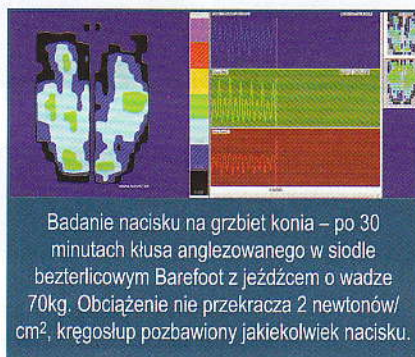 Badanie nacisku na grzbiet konia – po 30
minutach kłusa anglezowanego w siodle
bezterlicowym Barefoot z jeźdźcem o wadze
70kg. Obciążenie nie przekracza 2 newtonów/
cm², kręgosłup pozbawiony jakiekolwiek nacisku.